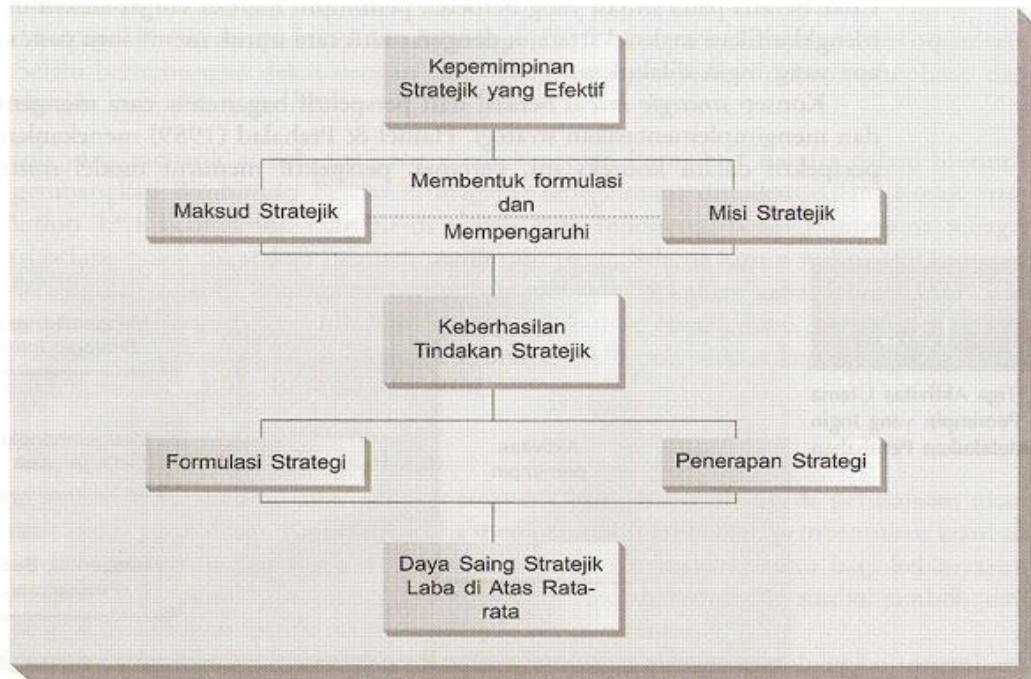 Kepemimpinan
Stratejik yang Efektif
Membentuk formulasi
dan
Maksud Stratejik
Misi Stratejik
Mempengaruhi
Keberhasilan
Tindakan Stratejik
Formulasi Strategi
Penerapan Strategi
Daya Saing Stratejik
Laba di Atas Rata-
rata